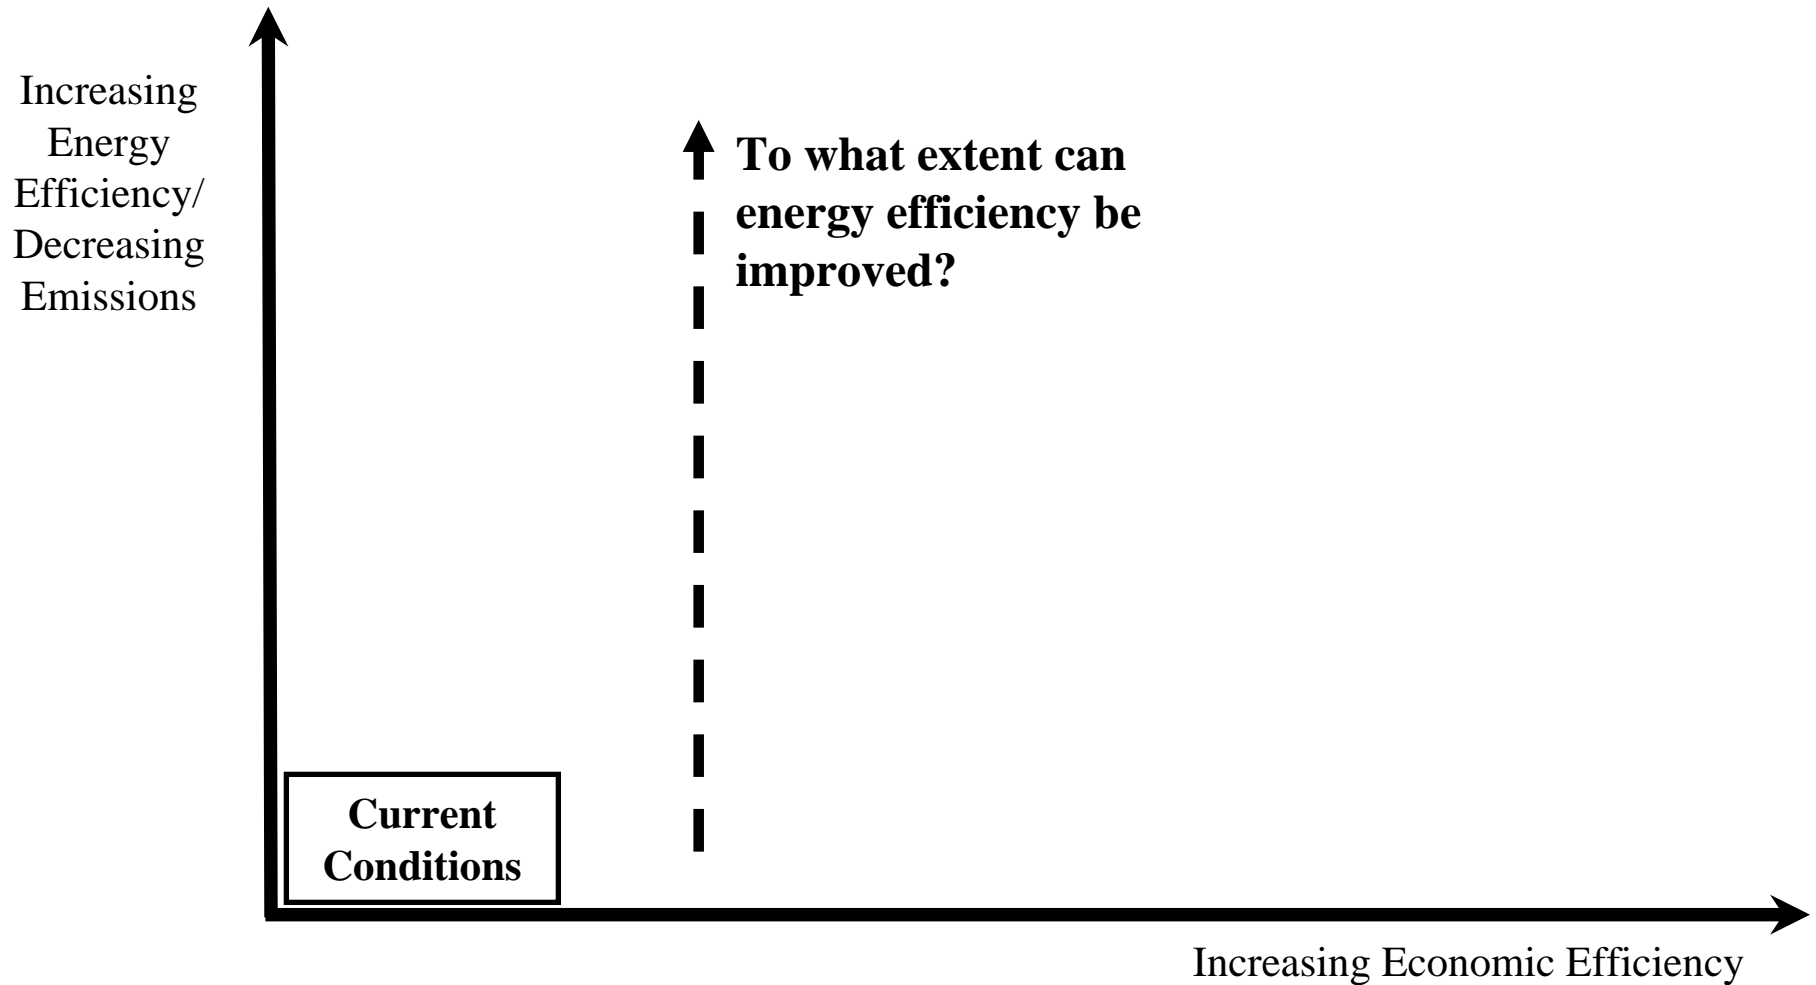 Increasing
Energy
Efficiency/
Decreasing
Emissions
To what extent can
energy efficiency be
improved?
Current
Conditions
Increasing Economic Efficiency